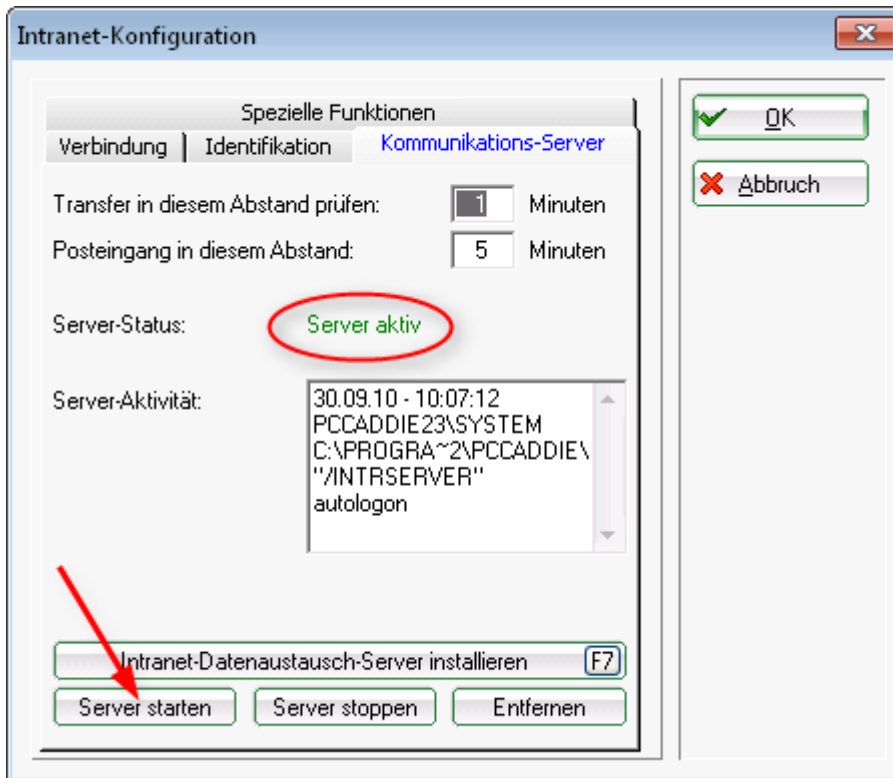 Intranet-Konfiguration
Spezielle Funktionen
Verbindung Identifikation Kommunikations-Server
Transfer in diesem Abstand prüfen: 1 Minuten
Posteingang in diesem Abstand: 5 Minuten
Server-Status: Server aktiv
Server-Aktivität:
30.09.10 - 10:07:12
PCCADDIE23\SYSTEM
C:\PROGRA~2\PCCADDIE\
"/INTRSERVER"
autologon
Intranet-Datenaustausch-Server installieren F7
Server starten Server stoppen Entfernen
OK
Abbruch